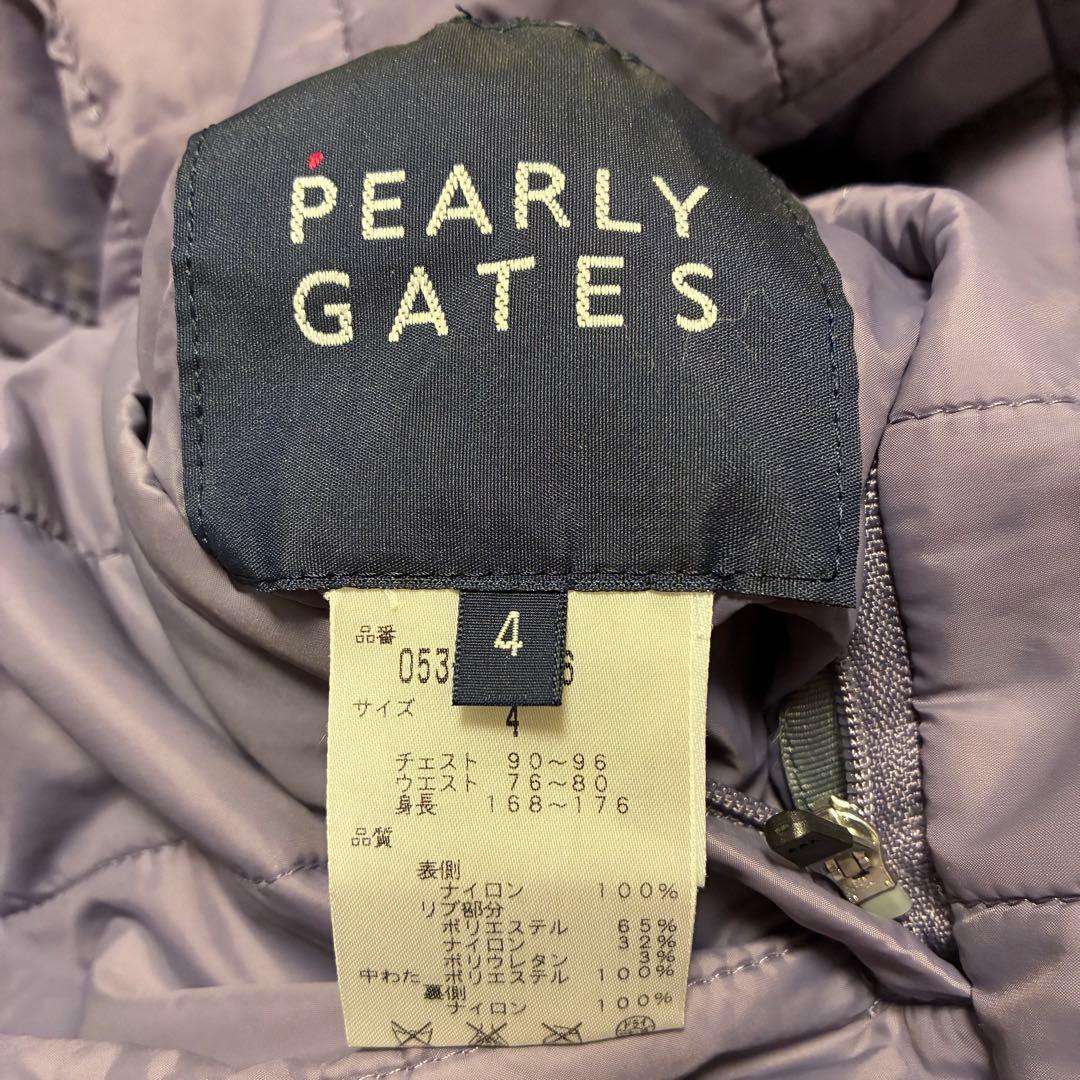 PEARLY
GATES
4
品番
053 6
サイズ
4
チェスト 90～96
ウエスト 76～80
身長 168～176
品質
表側
ナイロン 100%
リブ部分
ポリエステル 65%
ナイロン 32%
ポリウレタン 3%
中わた ポリエステル 100%
裏側
ナイロン 100%
ドライ